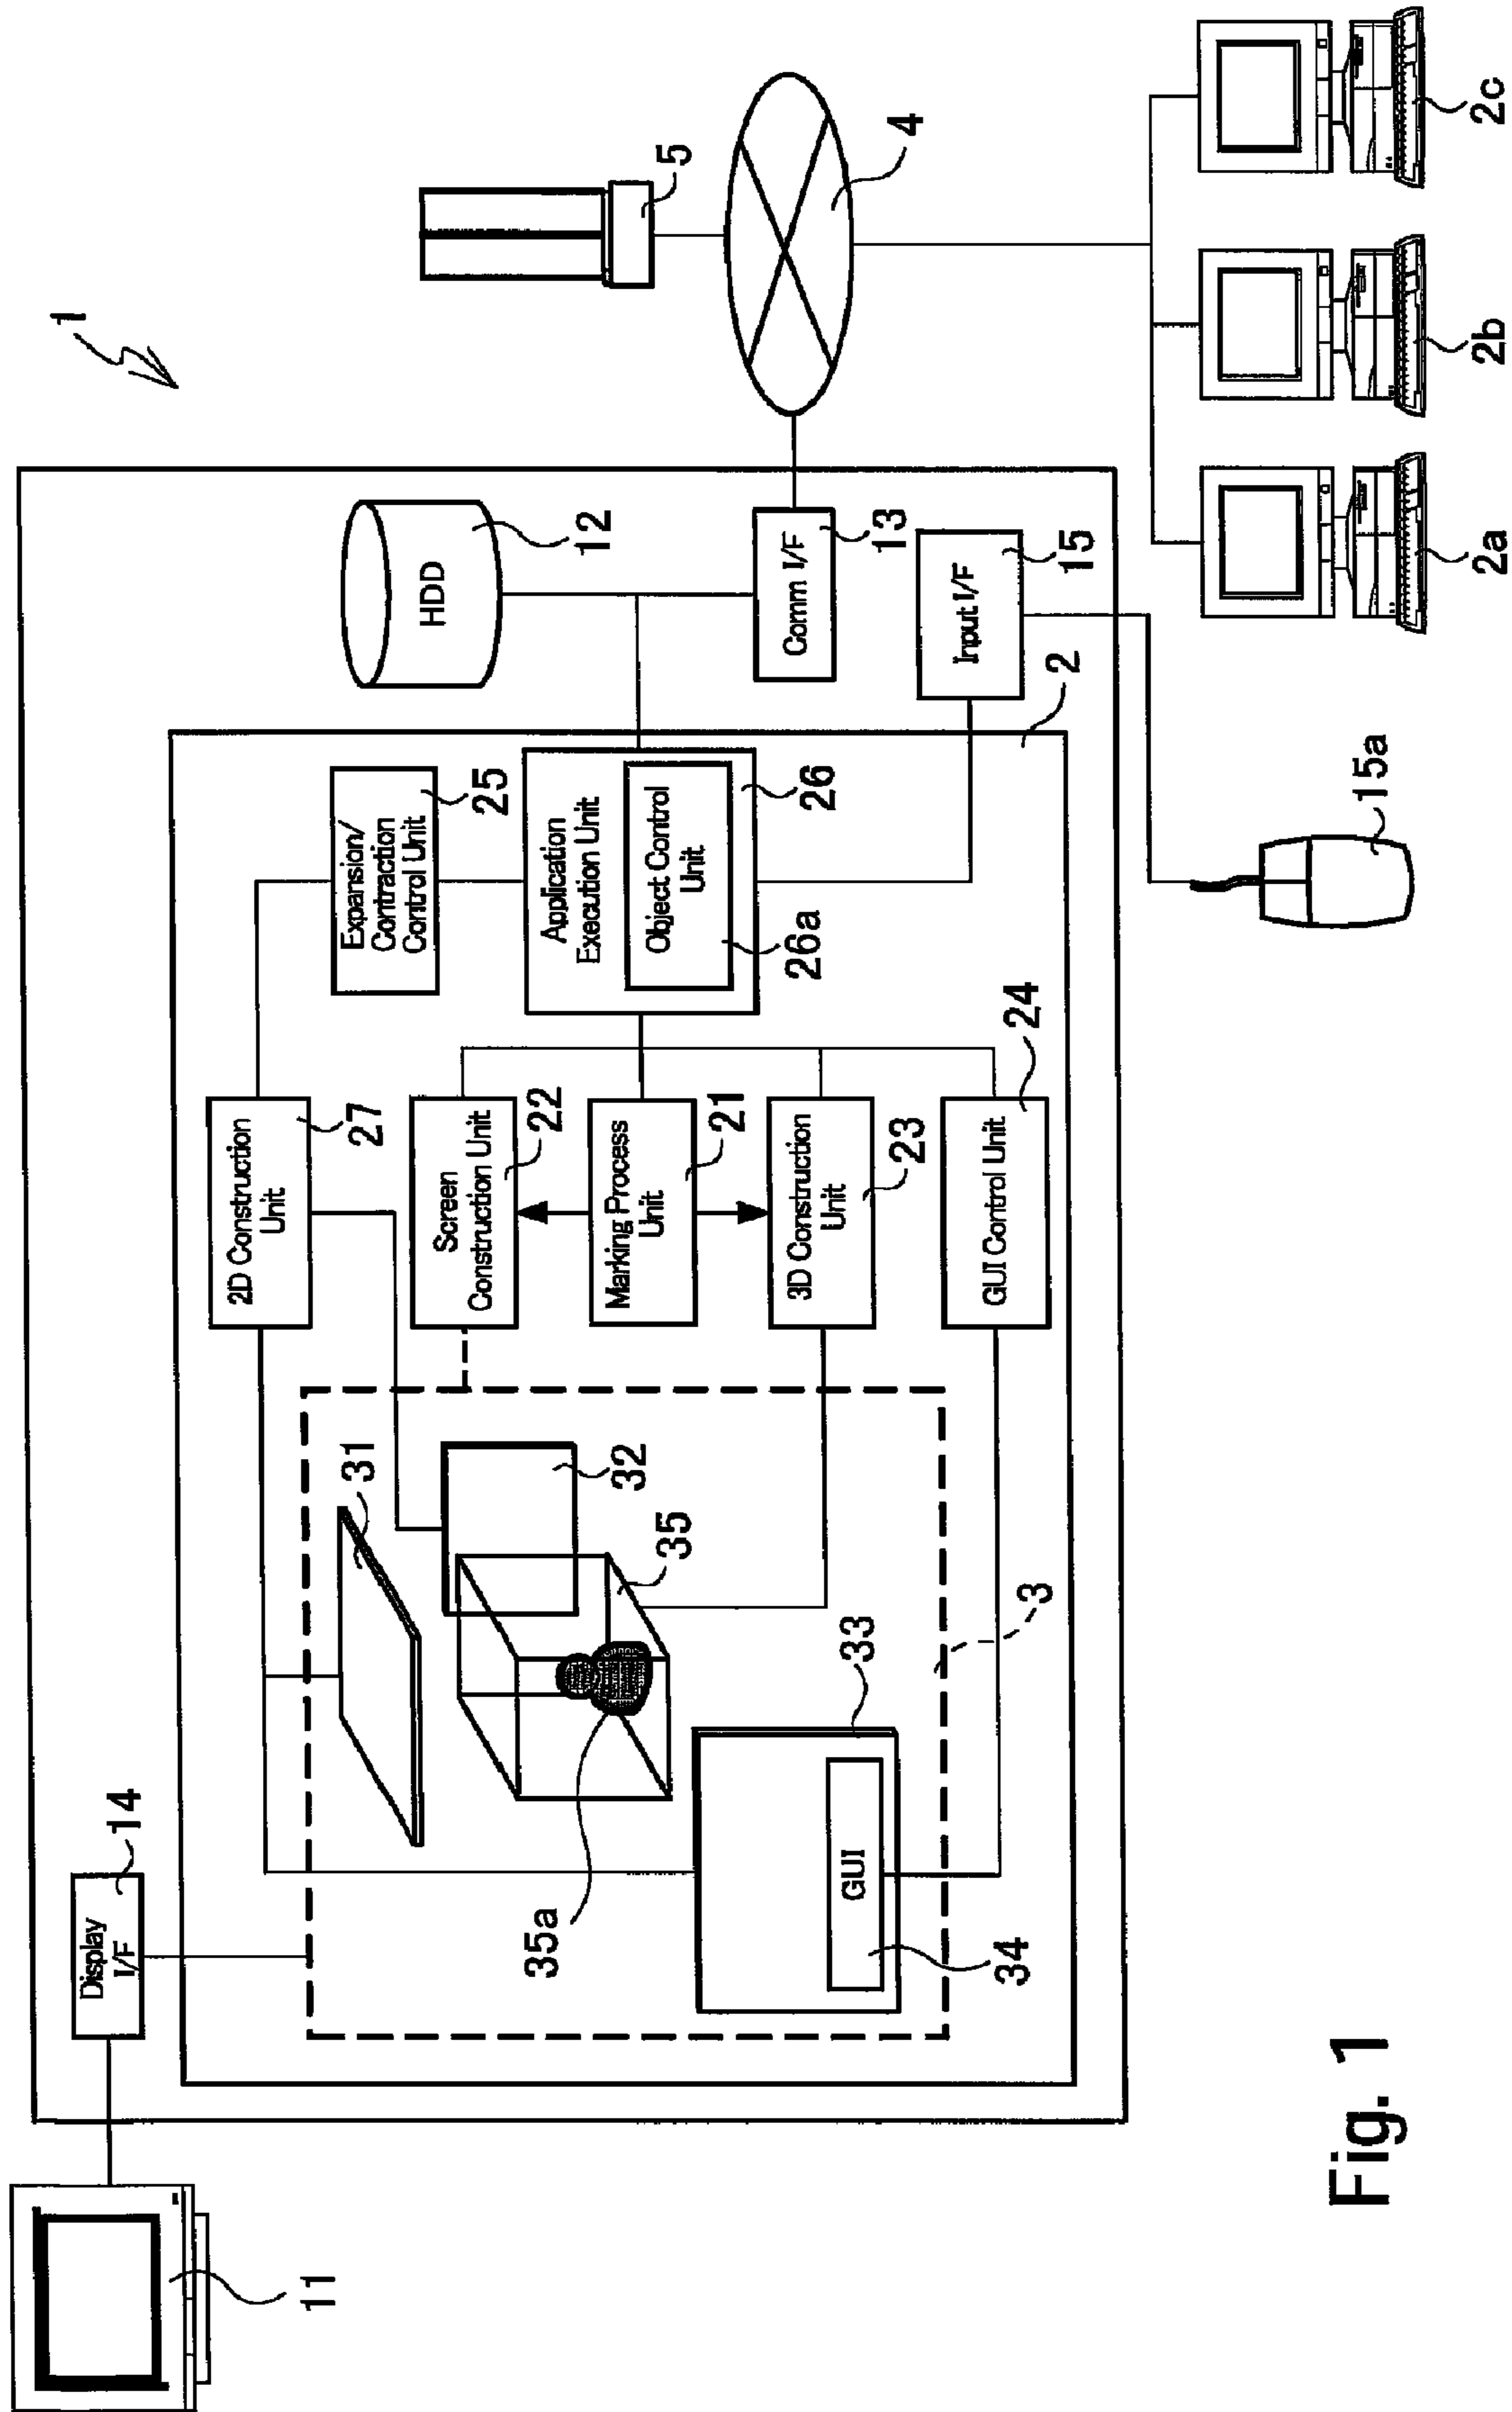 1
11
Display
I/F
14
5
4
HDD
12
Comm I/F
13
Input I/F
15
2
2D Construction
Unit
27
Expansion/
Contraction
Control Unit
25
Screen
Construction Unit
22
Application
Execution Unit
26
Object Control
Unit
26a
Marking Process
Unit
21
3D Construction
Unit
23
GUI Control Unit
24
31
32
35
35a
33
GUI
34
3
15a
2a
2b
2c
Fig. 1